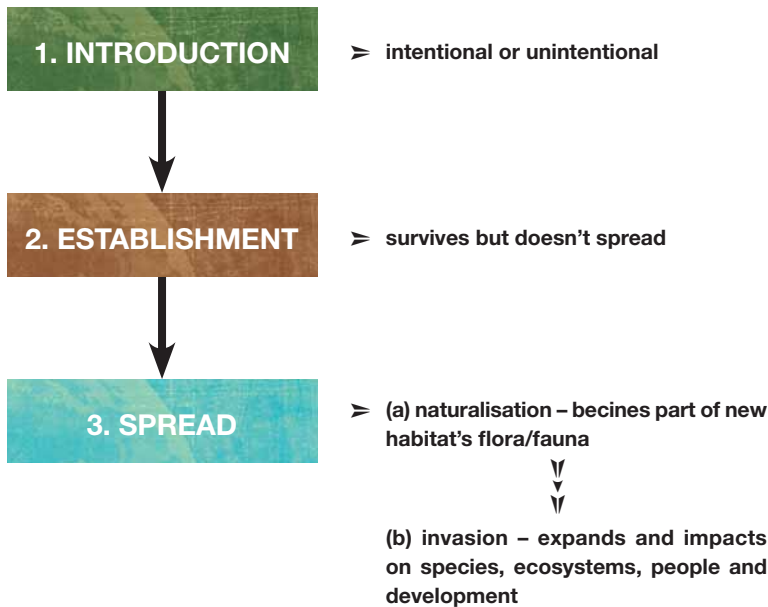 1. INTRODUCTION
➢ intentional or unintentional
2. ESTABLISHMENT
➢ survives but doesn't spread
3. SPREAD
➢ (a) naturalisation – becines part of new
habitat's flora/fauna
(b) invasion – expands and impacts
on species, ecosystems, people and
development